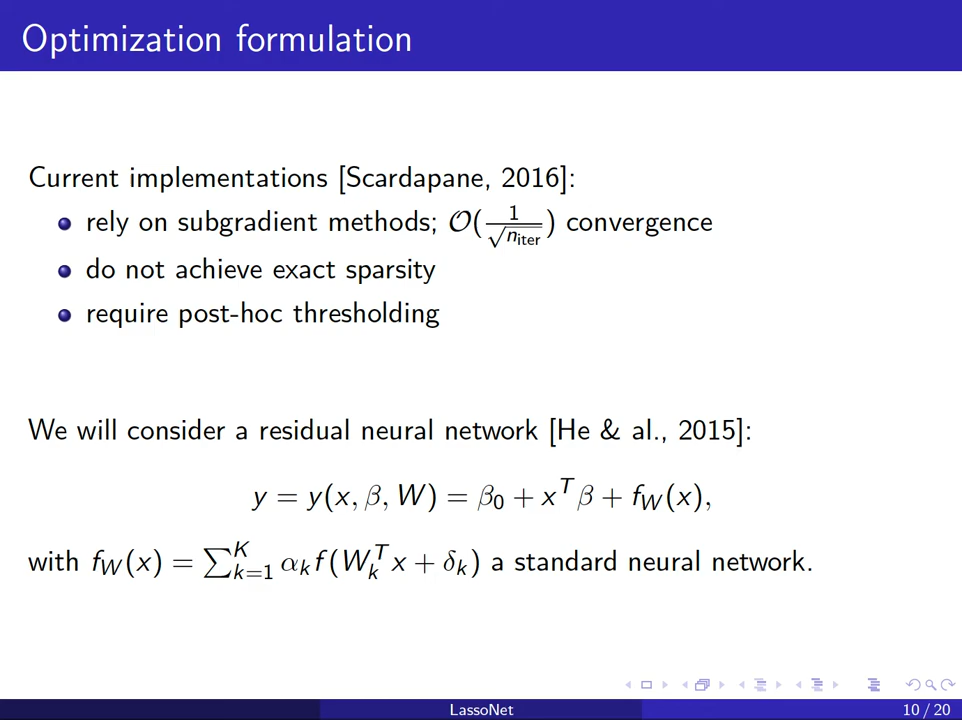 Optimization formulation
Current implementations [Scardapane, 2016]:
rely on subgradient methods; 𝒪(1/√n_iter) convergence
do not achieve exact sparsity
require post-hoc thresholding
We will consider a residual neural network [He & al., 2015]:
y = y(x, β, W) = β₀ + xᵀβ + f_W(x),
with f_W(x) = ∑_{k=1}^{K} α_k f(W_k^T x + δ_k) a standard neural network.
LassoNet
10 / 20